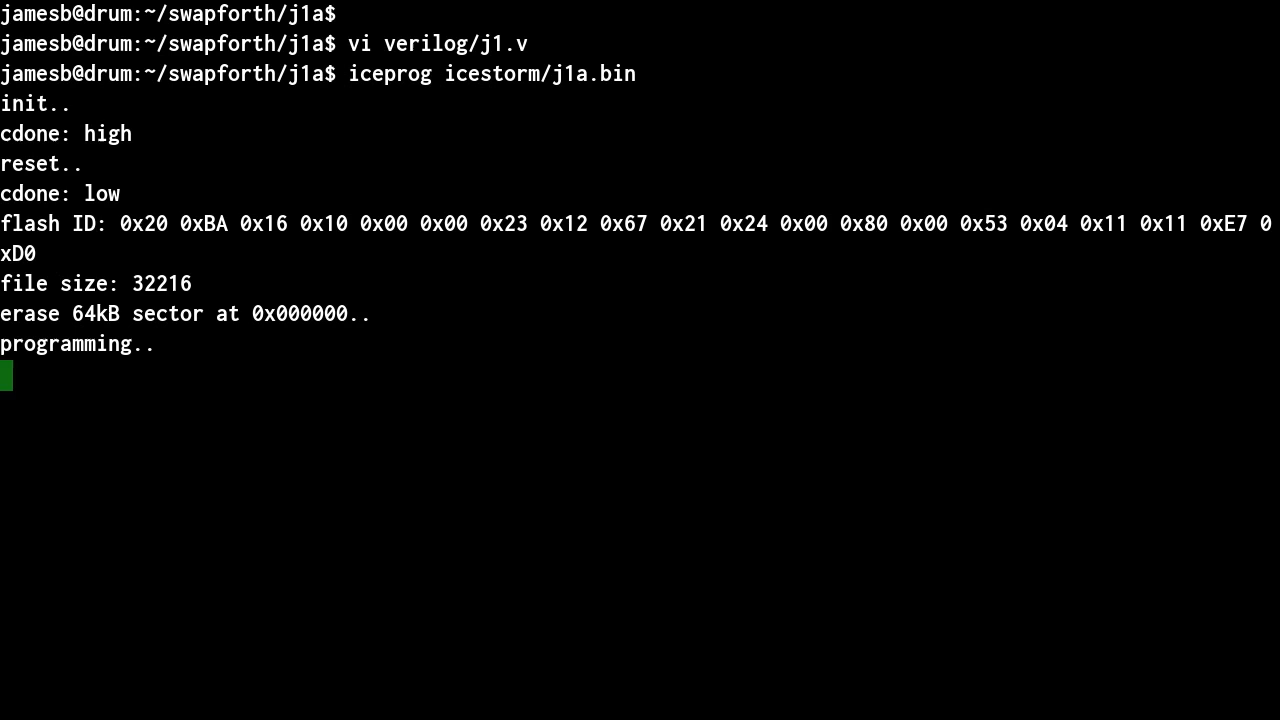 jamesb@drum:~/swapforth/j1a$
jamesb@drum:~/swapforth/j1a$ vi verilog/j1.v
jamesb@drum:~/swapforth/j1a$ iceprog icestorm/j1a.bin
init..
cdone: high
reset..
cdone: low
flash ID: 0x20 0xBA 0x16 0x10 0x00 0x00 0x23 0x12 0x67 0x21 0x24 0x00 0x80 0x00 0x53 0x04 0x11 0x11 0xE7 0
xD0
file size: 32216
erase 64kB sector at 0x000000..
programming..